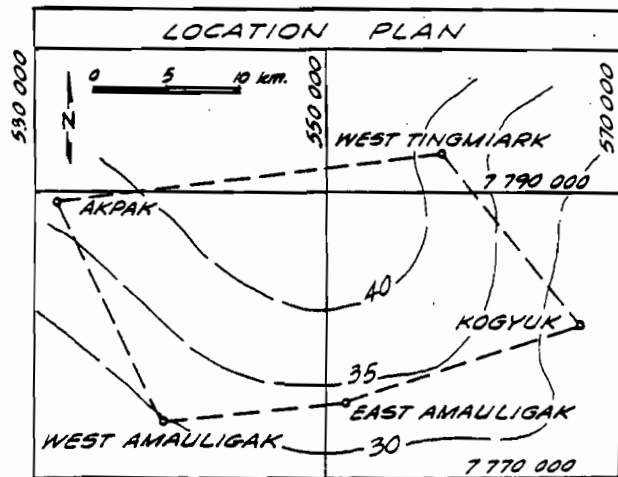 LOCATION PLAN
530 000
550 000
570 000
0 5 10 km.
N
WEST TINGMIARK
7 790 000
AKPAK
40
KOGYUK
35
EAST AMAULIGAK
WEST AMAULIGAK
30
7 770 000